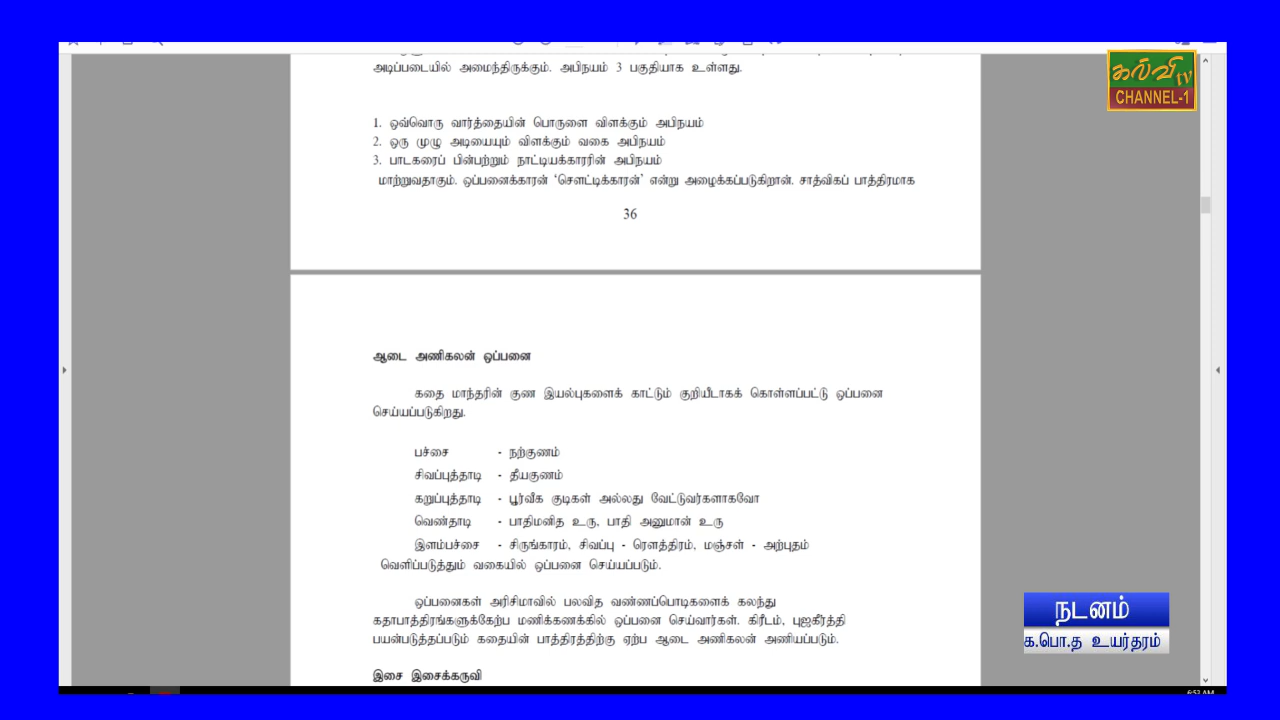 அடிப்படையில் அமைந்திருக்கும். அபிநயம் 3 பகுதியாக உள்ளது.
கல்வி TV
CHANNEL-1
1. ஒவ்வொரு வார்த்தையின் பொருளை விளக்கும் அபிநயம்
2. ஒரு முழு அடியையும் விளக்கும் வகை அபிநயம்
3. பாடகரைப் பின்பற்றும் நாட்டியக்காரரின் அபிநயம்
மாற்றுவதாகும். ஒப்பனைக்காரன் ‘சௌட்டிக்காரன்’ என்று அழைக்கப்படுகிறான். சாத்விகப் பாத்திரமாக
36
ஆடை அணிகலன் ஒப்பனை
கதை மாந்தரின் குண இயல்புகளைக் காட்டும் குறியீடாகக் கொள்ளப்பட்டு ஒப்பனை
செய்யப்படுகிறது.
பச்சை - நற்குணம்
சிவப்புத்தாடி - தீயகுணம்
கறுப்புத்தாடி - பூர்வீக குடிகள் அல்லது வேட்டுவர்களாகவோ
வெண்தாடி - பாதிமனித உரு, பாதி அனுமான் உரு
இளம்பச்சை - சிருங்காரம், சிவப்பு - ரௌத்திரம், மஞ்சள் - அற்புதம்
வெளிப்படுத்தும் வகையில் ஒப்பனை செய்யப்படும்.
ஒப்பனைகள் அரிசிமாவில் பலவித வண்ணப்பொடிகளைக் கலந்து
கதாபாத்திரங்களுக்கேற்ப மணிக்கணக்கில் ஒப்பனை செய்வார்கள். கிரீடம், புஜகீர்த்தி
பயன்படுத்தப்படும் கதையின் பாத்திரத்திற்கு ஏற்ப ஆடை அணிகலன் அணியப்படும்.
இசை இசைக்கருவி
நடனம்
க.பொ.த உயர்தரம்
6:53 AM